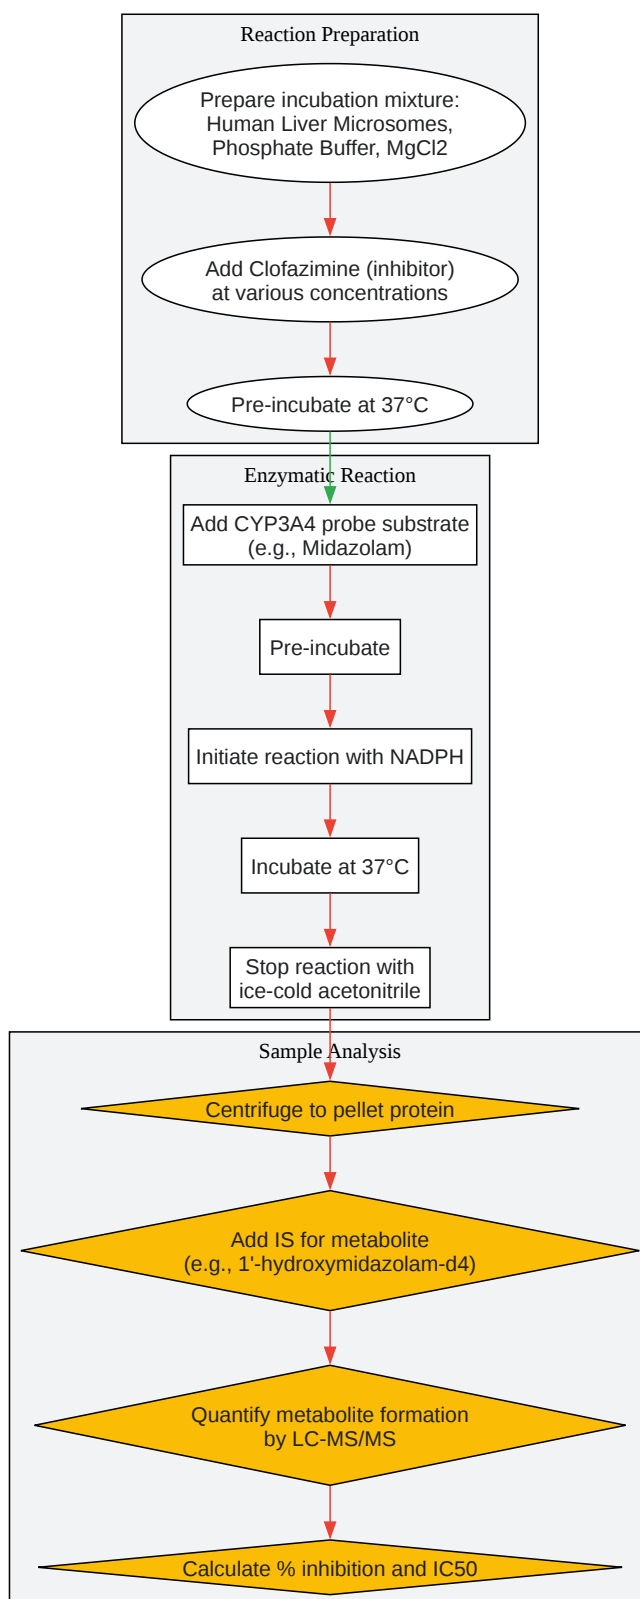 Reaction Preparation
Prepare incubation mixture:
Human Liver Microsomes,
Phosphate Buffer, MgCl2
Add Clofazimine (inhibitor)
at various concentrations
Pre-incubate at 37°C
Enzymatic Reaction
Add CYP3A4 probe substrate
(e.g., Midazolam)
Pre-incubate
Initiate reaction with NADPH
Incubate at 37°C
Stop reaction with
ice-cold acetonitrile
Sample Analysis
Centrifuge to pellet protein
Add IS for metabolite
(e.g., 1'-hydroxymidazolam-d4)
Quantify metabolite formation
by LC-MS/MS
Calculate % inhibition and IC50